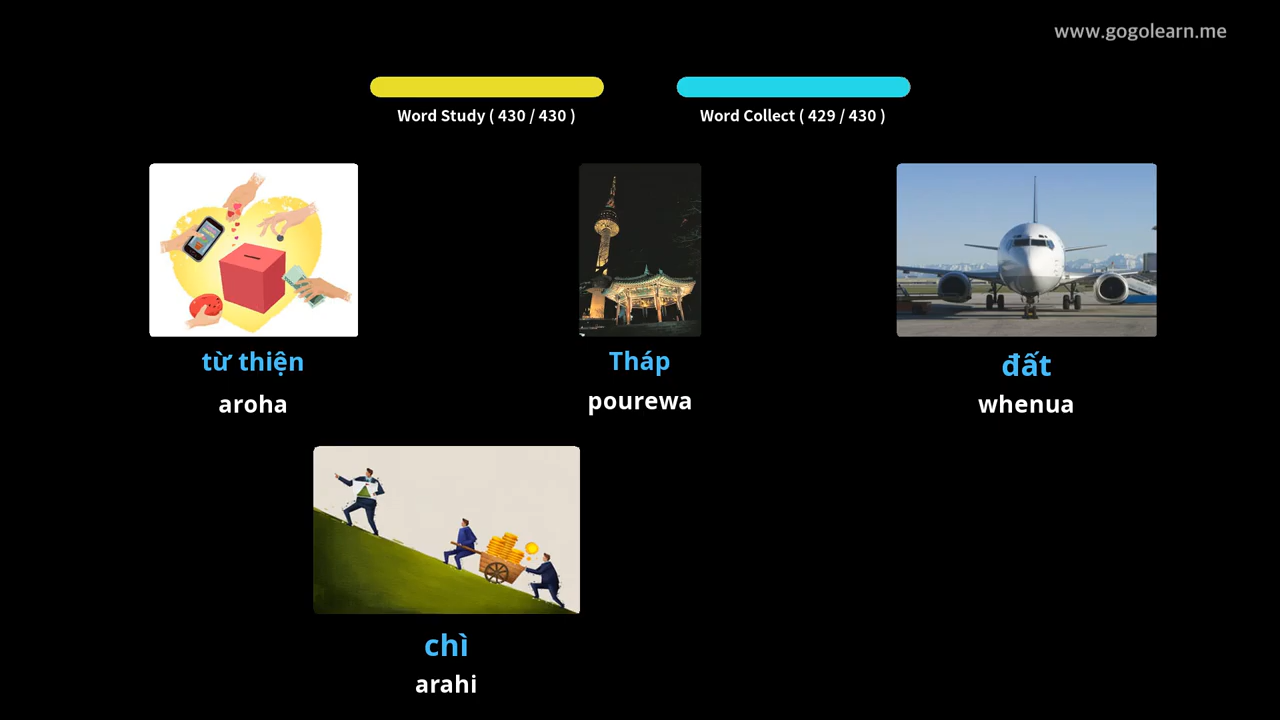 www.gogolearn.me
Word Study ( 430 / 430 )
Word Collect ( 429 / 430 )
từ thiện
aroha
Tháp
pourewa
đất
whenua
chì
arahi